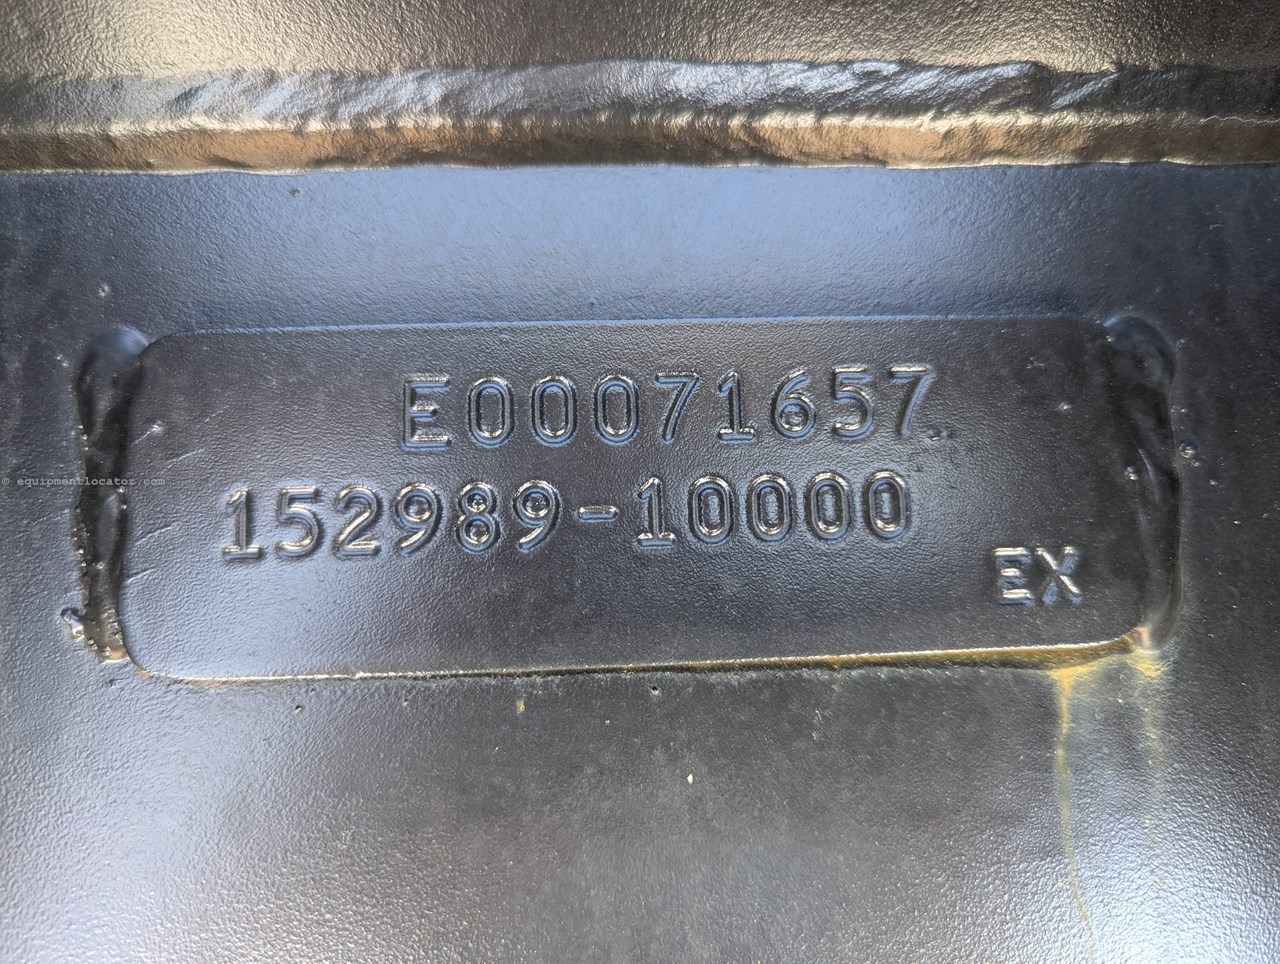 E00071657
© equipmentlocator.com
152989-10000
EX